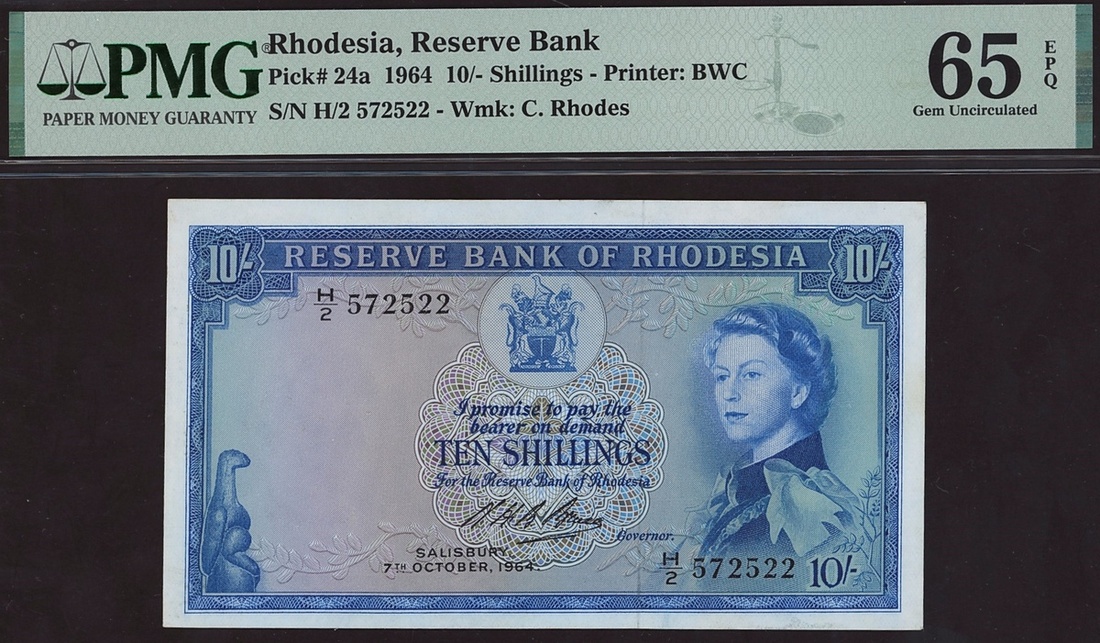 PMG®
PAPER MONEY GUARANTY
Rhodesia, Reserve Bank
Pick# 24a 1964 10/- Shillings - Printer: BWC
S/N H/2 572522 - Wmk: C. Rhodes
65
EPQ
Gem Uncirculated
10/-
RESERVE BANK OF RHODESIA
10/-
H/2 572522
I promise to pay the
bearer on demand
TEN SHILLINGS
For the Reserve Bank of Rhodesia
Governor.
SALISBURY
7TH OCTOBER, 1964.
H/2 572522
10/-